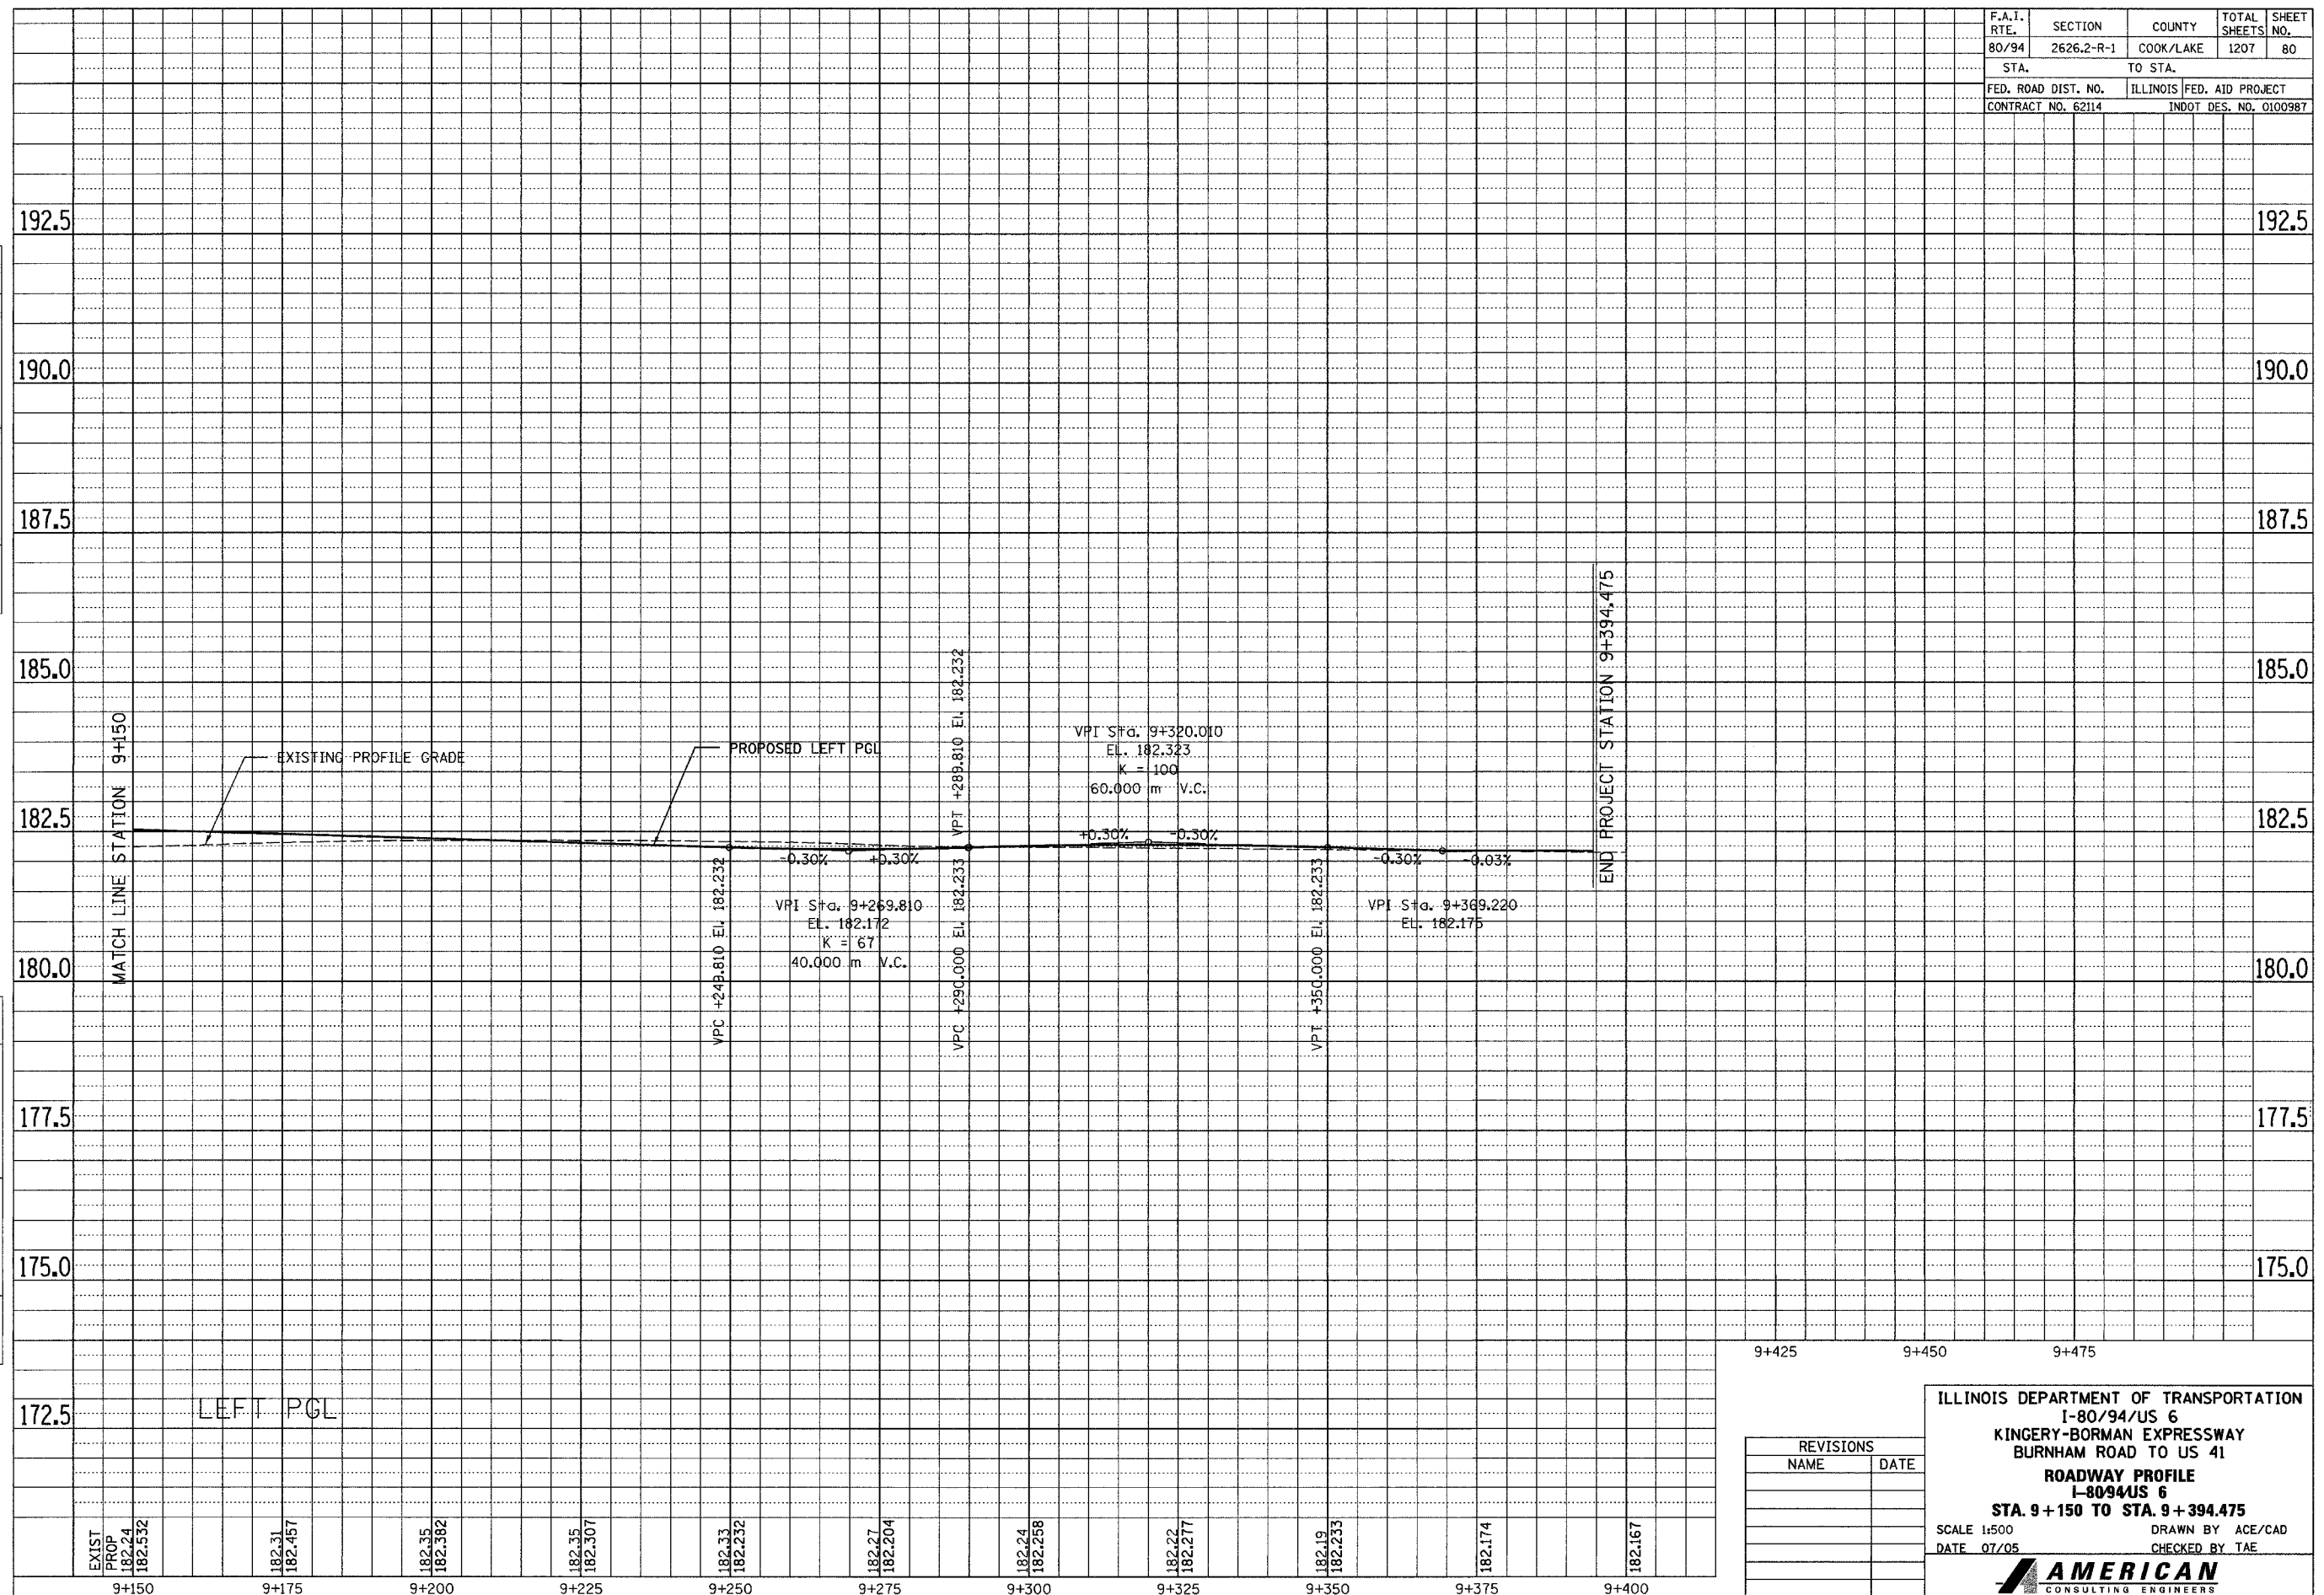 F.A.I. RTE. SECTION COUNTY TOTAL SHEETS SHEET NO.
80/94 2626.2-R-1 COOK/LAKE 1207 80
STA. TO STA.
FED. ROAD DIST. NO. ILLINOIS FED. AID PROJECT
CONTRACT NO. 62114 INDOT DES. NO. 0100987
192.5 192.5
190.0 190.0
187.5 187.5
185.0 185.0
182.5 182.5
180.0 180.0
177.5 177.5
175.0 175.0
172.5
MATCH LINE STATION 9+150
EXISTING PROFILE GRADE
PROPOSED LEFT PGL
VPC +249.810 El. 182.232
-0.30% +0.30%
VPI Sta. 9+269.810
EL. 182.172
K = 67
40.000 m V.C.
VPT +289.810 El. 182.232
VPC +290.000 El. 182.233
VPI Sta. 9+320.010
EL. 182.323
K = 100
60.000 m V.C.
+0.30% -0.30%
VPT +350.000 El. 182.233
-0.30% -0.03%
VPI Sta. 9+369.220
EL. 182.175
END PROJECT STATION 9+394.475
LEFT PGL
EXIST
PROP
182.24
182.532
182.31
182.457
182.35
182.382
182.35
182.307
182.33
182.232
182.27
182.204
182.24
182.258
182.22
182.277
182.19
182.233
182.174
182.167
9+150 9+175 9+200 9+225 9+250 9+275 9+300 9+325 9+350 9+375 9+400
9+425 9+450 9+475
REVISIONS
NAME DATE
ILLINOIS DEPARTMENT OF TRANSPORTATION
I-80/94/US 6
KINGERY-BORMAN EXPRESSWAY
BURNHAM ROAD TO US 41
ROADWAY PROFILE
I-80/94/US 6
STA. 9+150 TO STA. 9+394.475
SCALE 1:500 DRAWN BY ACE/CAD
DATE 07/05 CHECKED BY TAE
AMERICAN
CONSULTING ENGINEERS